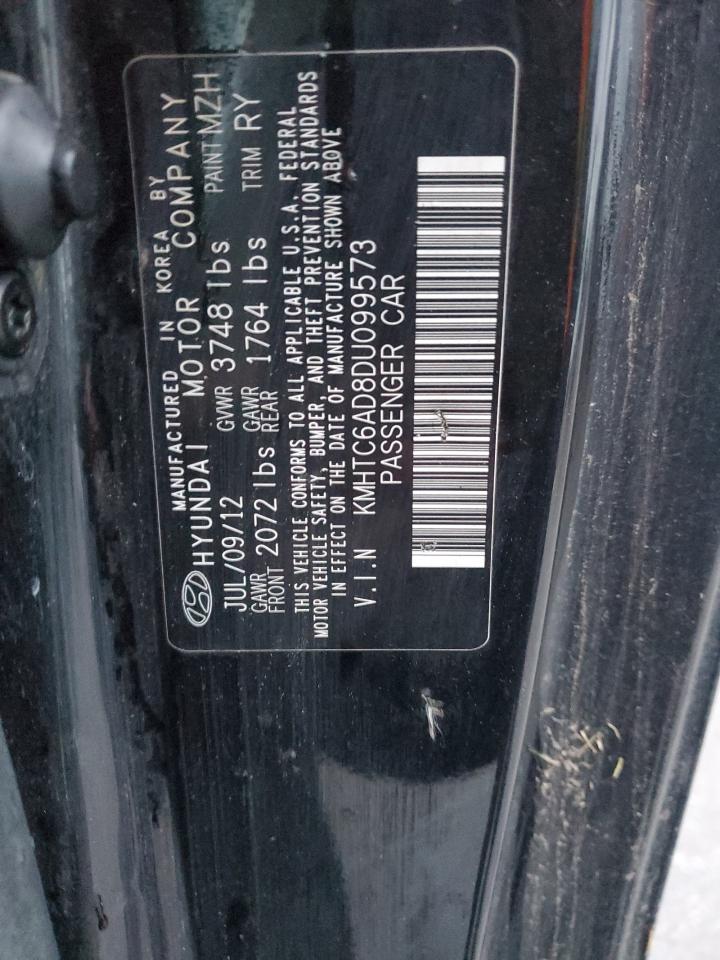 MANUFACTURED IN KOREA BY
HYUNDAI MOTOR COMPANY
JUL/09/12 GVWR 3748 lbs PAINT MZH
GAWR FRONT 2072 lbs GAWR REAR 1764 lbs TRIM RY
THIS VEHICLE CONFORMS TO ALL APPLICABLE U.S.A. FEDERAL
MOTOR VEHICLE SAFETY, BUMPER, AND THEFT PREVENTION STANDARDS
IN EFFECT ON THE DATE OF MANUFACTURE SHOWN ABOVE
V.I.N KMHTC6AD8DU099573
PASSENGER CAR